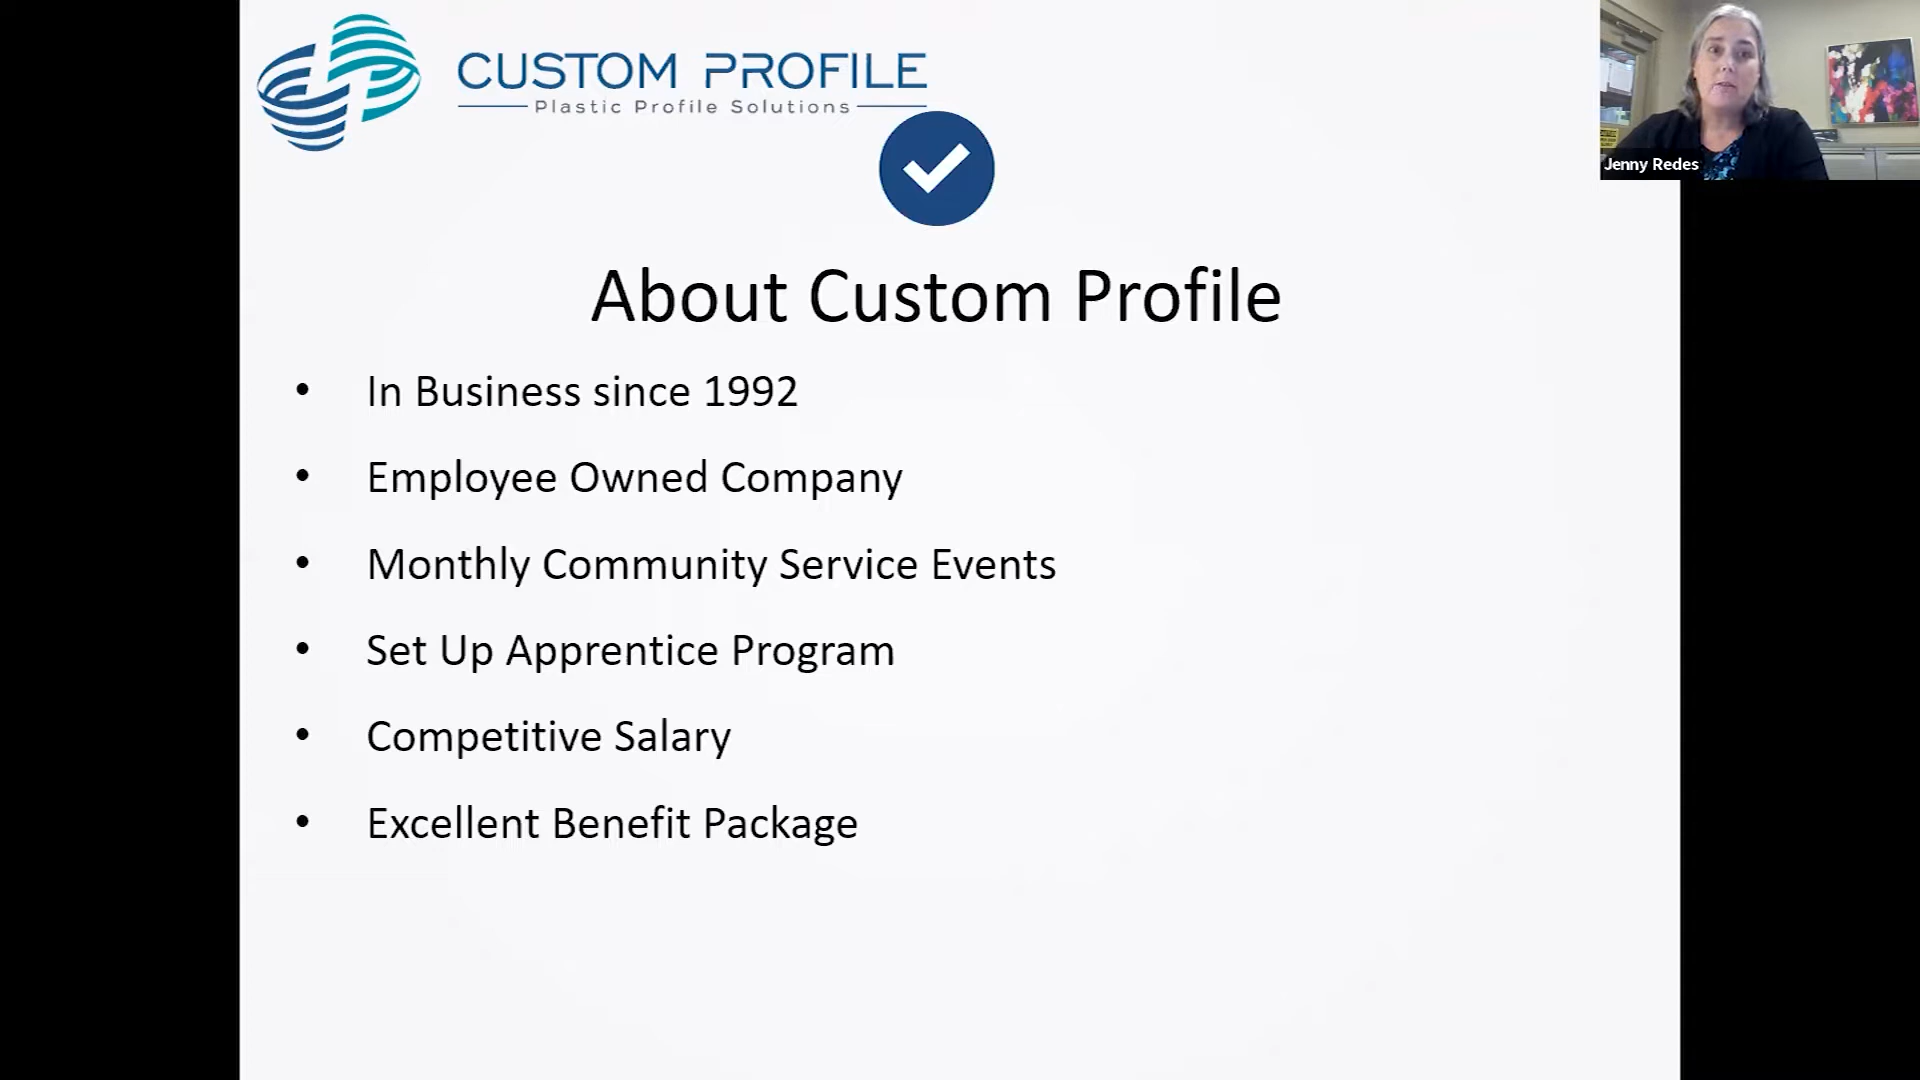 CUSTOM PROFILE
Plastic Profile Solutions
Jenny Redes
About Custom Profile
• In Business since 1992
• Employee Owned Company
• Monthly Community Service Events
• Set Up Apprentice Program
• Competitive Salary
• Excellent Benefit Package